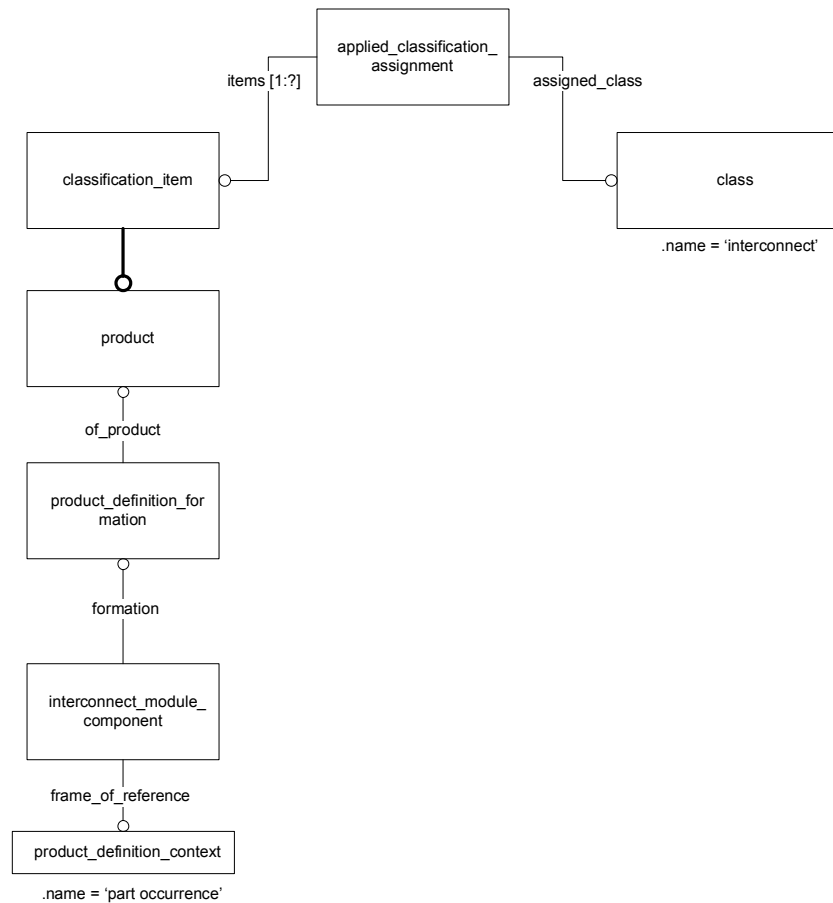 applied_classification_
assignment
items [1:?]
assigned_class
classification_item
class
.name = ‘interconnect’
product
of_product
product_definition_for
mation
formation
interconnect_module_
component
frame_of_reference
product_definition_context
.name = ‘part occurrence’